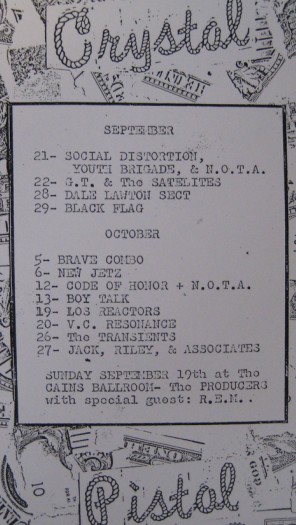 Crystal
SEPTEMBER
21- SOCIAL DISTORTION,
YOUTH BRIGADE, & N.O.T.A.
22- G.T. & The SATELITES
28- DALE LAWTON SECT
29- BLACK FLAG
OCTOBER
5- BRAVE COMBO
6- NEW JETZ
12- CODE OF HONOR + N.O.T.A.
13- BOY TALK
19- LOS REACTORS
20- V.C. RESONANCE
26- The TRANSIENTS
27- JACK, RILEY, & ASSOCIATES
SUNDAY SEPTEMBER 19th at The
CAINS BALLROOM- The PRODUCERS
with special guest: R.E.M..
10
Pistol